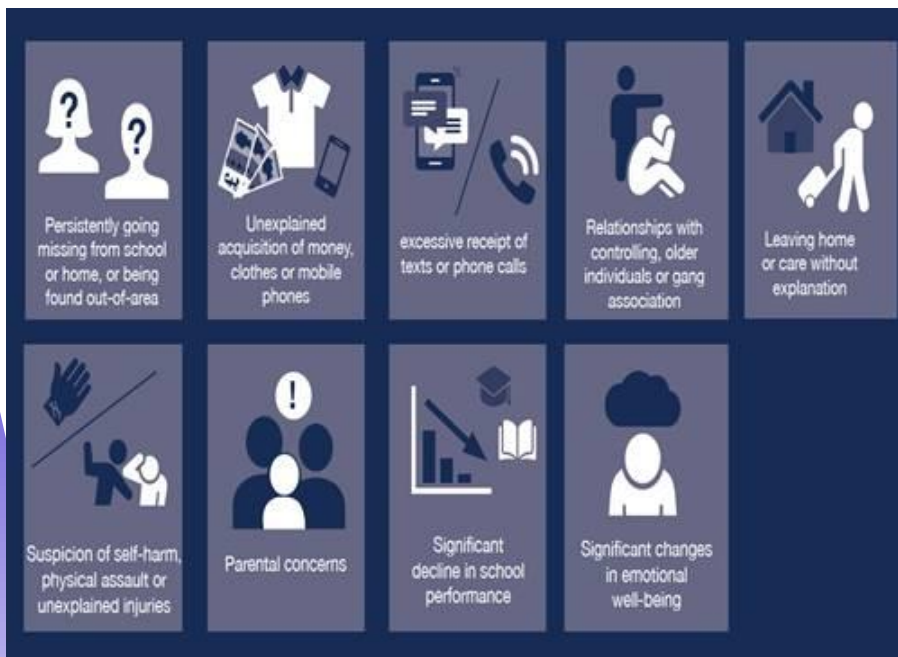 ?
?
Persistently going
missing from school
or home, or being
found out-of-area
Unexplained
acquisition of money,
clothes or mobile
phones
excessive receipt of
texts or phone calls
Relationships with
controlling, older
individuals or gang
association
Leaving home
or care without
explanation
Suspicion of self-harm,
physical assault or
unexplained injuries
!
Parental concerns
Significant
decline in school
performance
Significant changes
in emotional
well-being